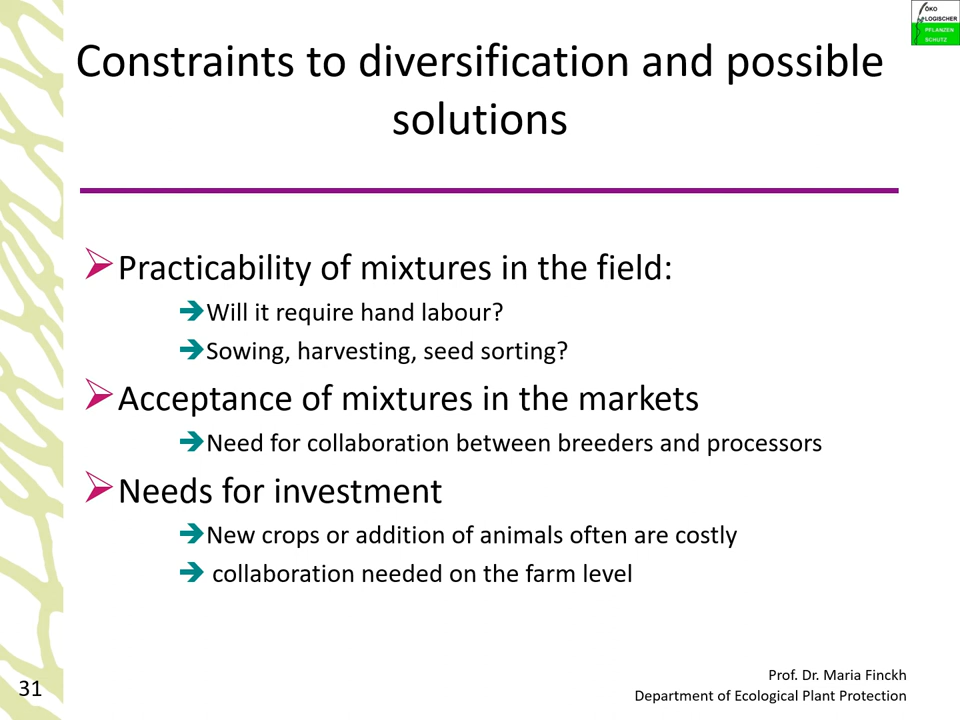 ÖKO
LOGISCHER
PFLANZEN
SCHUTZ
Constraints to diversification and possible
solutions
Practicability of mixtures in the field:
Will it require hand labour?
Sowing, harvesting, seed sorting?
Acceptance of mixtures in the markets
Need for collaboration between breeders and processors
Needs for investment
New crops or addition of animals often are costly
collaboration needed on the farm level
Prof. Dr. Maria Finckh
31
Department of Ecological Plant Protection